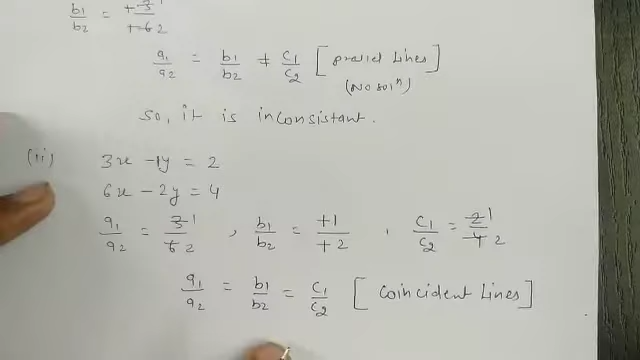 b1/b2 = +3 1/+6 2
a1/a2 = b1/b2 ≠ c1/c2 [parallel Lines]
(No solⁿ)
So, it is inconsistant.
(ii) 3x - 1y = 2
6x - 2y = 4
a1/a2 = 3 1/6 2 , b1/b2 = +1/+2 , c1/c2 = 2 1/4 2
a1/a2 = b1/b2 = c1/c2 [Coincident Lines]